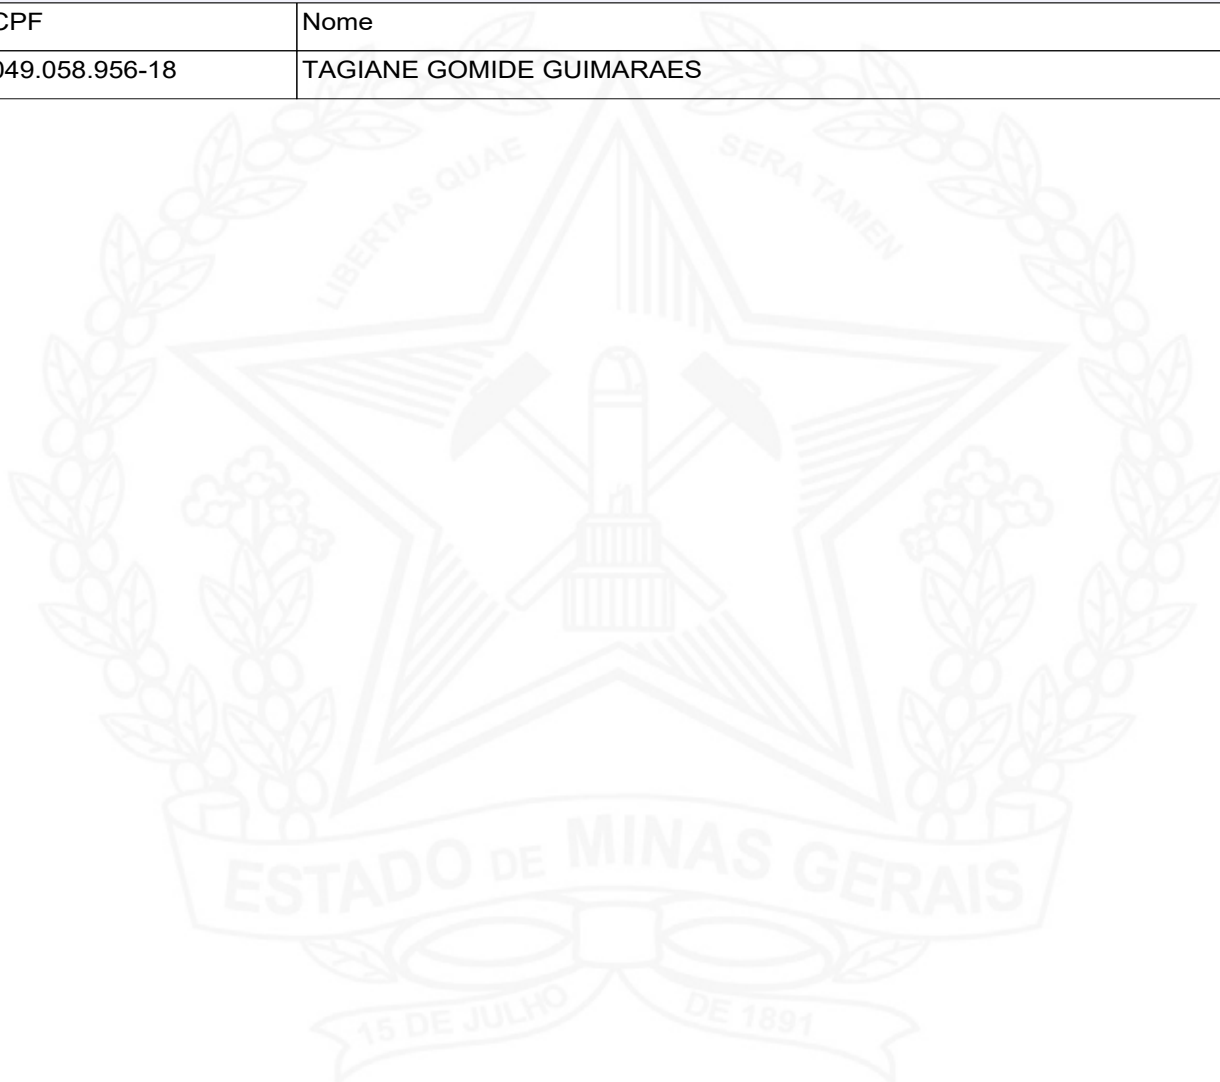 CPF Nome
049.058.956-18 TAGIANE GOMIDE GUIMARAES
LIBERTAS QUAE SERA TAMEN
ESTADO DE MINAS GERAIS
15 DE JULHO DE 1891